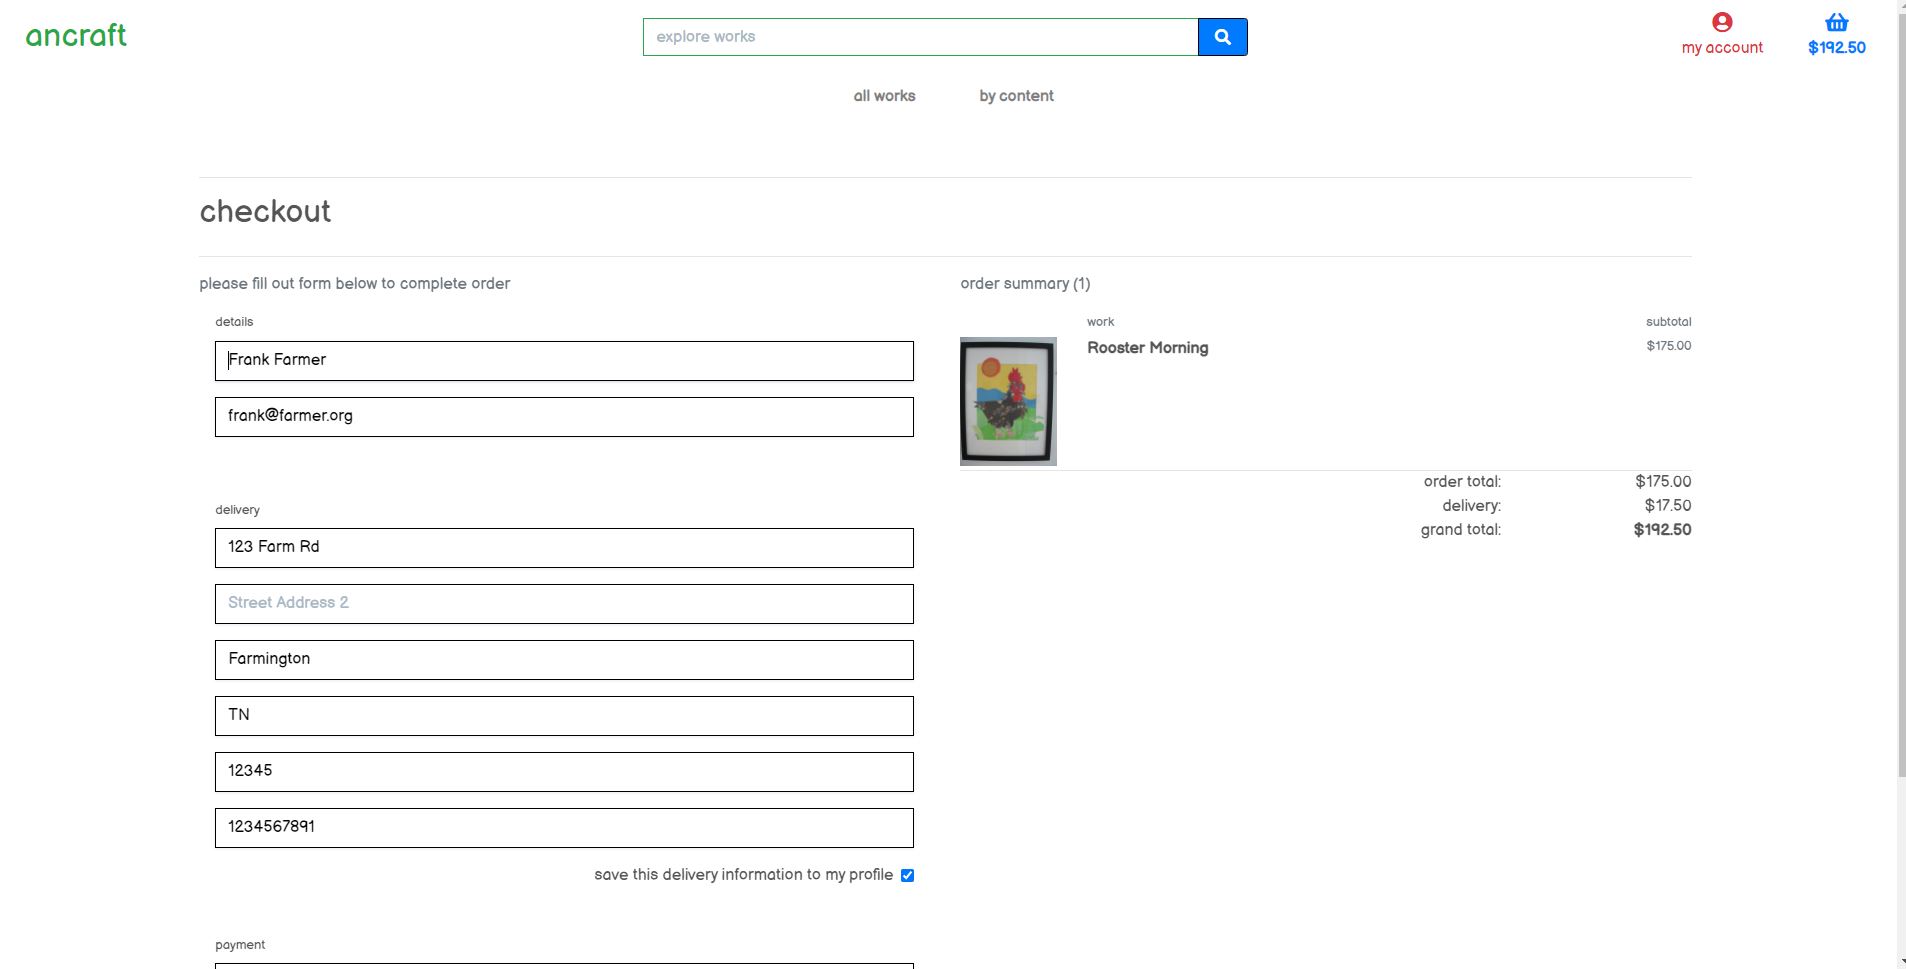 ancraft
explore works
my account
$192.50
all works
by content
checkout
please fill out form below to complete order
details
Frank Farmer
frank@farmer.org
delivery
123 Farm Rd
Street Address 2
Farmington
TN
12345
1234567891
save this delivery information to my profile
payment
order summary (1)
work subtotal
Rooster Morning $175.00
order total: $175.00
delivery: $17.50
grand total: $192.50